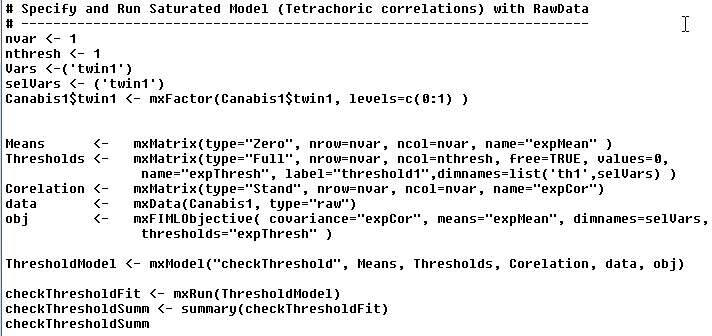 # Specify and Run Saturated Model (Tetrachoric correlations) with RawData
# -----------------------------------------------------------------------
nvar <- 1
nthresh <- 1
Vars <-('twin1')
selVars <- ('twin1')
Canabis1$twin1 <- mxFactor(Canabis1$twin1, levels=c(0:1) )
Means <- mxMatrix(type="Zero", nrow=nvar, ncol=nvar, name="expMean" )
Thresholds <- mxMatrix(type="Full", nrow=nvar, ncol=nthresh, free=TRUE, values=0,
name="expThresh", label="threshold1",dimnames=list('th1',selVars) )
Corelation <- mxMatrix(type="Stand", nrow=nvar, ncol=nvar, name="expCor")
data <- mxData(Canabis1, type="raw")
obj <- mxFIMLObjective( covariance="expCor", means="expMean", dimnames=selVars,
thresholds="expThresh" )
ThresholdModel <- mxModel("checkThreshold", Means, Thresholds, Corelation, data, obj)
checkThresholdFit <- mxRun(ThresholdModel)
checkThresholdSumm <- summary(checkThresholdFit)
checkThresholdSumm